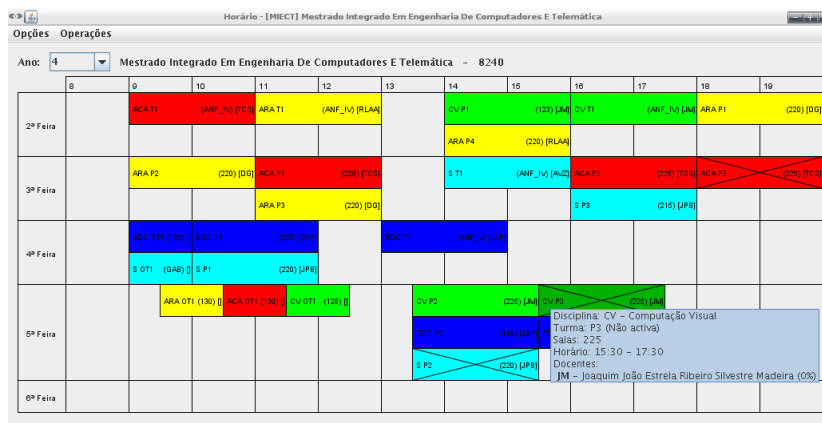 Horário - [MIECT] Mestrado Integrado Em Engenharia De Computadores E Telemática
Opções Operações
Ano: 4 Mestrado Integrado Em Engenharia De Computadores E Telemática - 8240
8 9 10 11 12 13 14 15 16 17 18 19
ACA T1 (ANF_IV) [TOS] ARA T1 (ANF_IV) [RLAA] CV P1 (123) [JM] CV T1 (ANF_IV) [JM] ARA P1 (220) [DG]
2ª Feira
ARA P4 (220) [RLAA]
ARA P2 (220) [DG] ACA P1 (225) [TOS] S T1 (ANF_IV) [AVZ] ACA P2 (225) [TOS] ACA P3 (225) [TOS]
3ª Feira
ARA P3 (220) [DG] S P3 (215) [JPB]
EDC OT1 (130) [] EDC P1 EDC T1
4ª Feira
S OT1 (GAB) [] S P1 (220) [JPB]
ARA OT1 (130) [] ACA OT1 (130) [] CV OT1 (128) [] CV P2 (225) [JM] CV P3 (225) [JM]
5ª Feira
S P2 (220) [JPB]
Disciplina: CV - Computação Visual
Turma: P3 (Não activa)
Salas: 225
Horário: 15:30 - 17:30
Docentes:
JM - Joaquim João Estrela Ribeiro Silvestre Madeira (0%)
6ª Feira